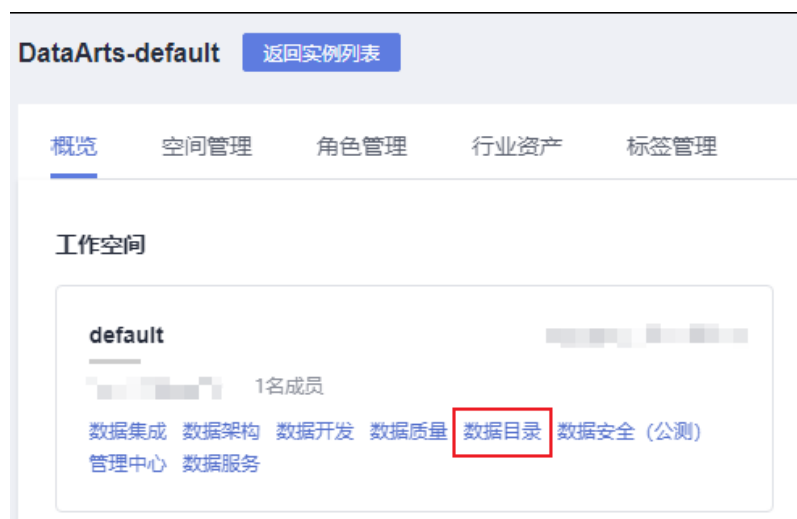 DataArts-default 返回实例列表
概览 空间管理 角色管理 行业资产 标签管理
工作空间
default
1名成员
数据集成 数据架构 数据开发 数据质量 数据目录 数据安全 (公测)
管理中心 数据服务